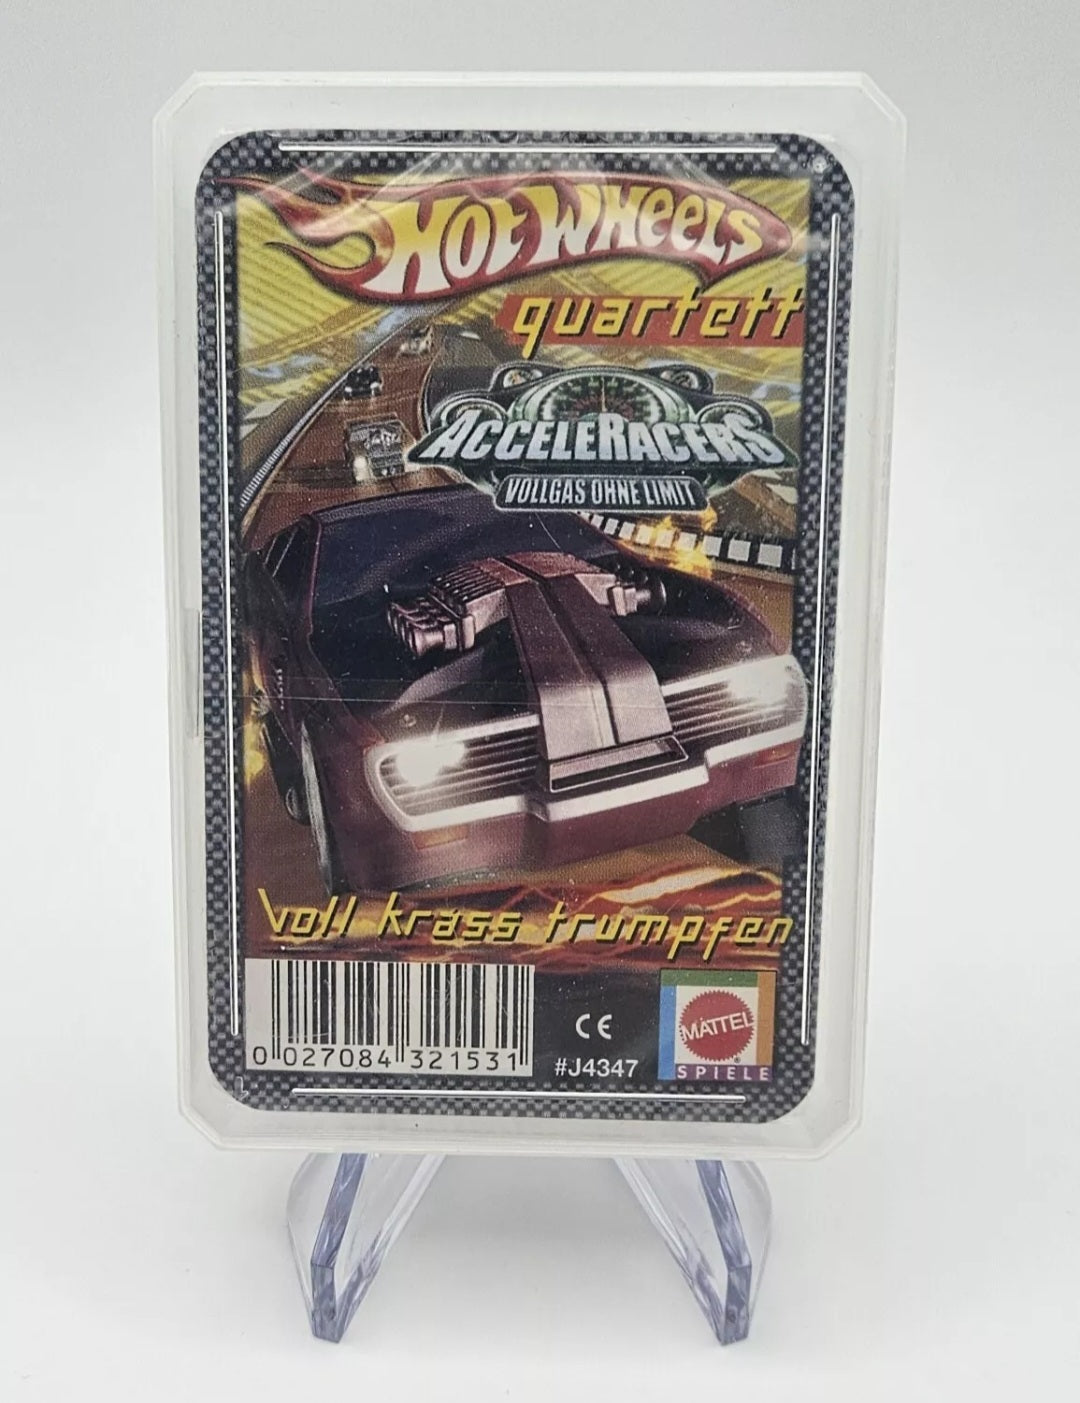 Hot Wheels
quartett
AcceleRacers
VOLLGAS OHNE LIMIT
voll krass trumpfen
0 027084 321531
CE
#J4347
MATTEL
SPIELE